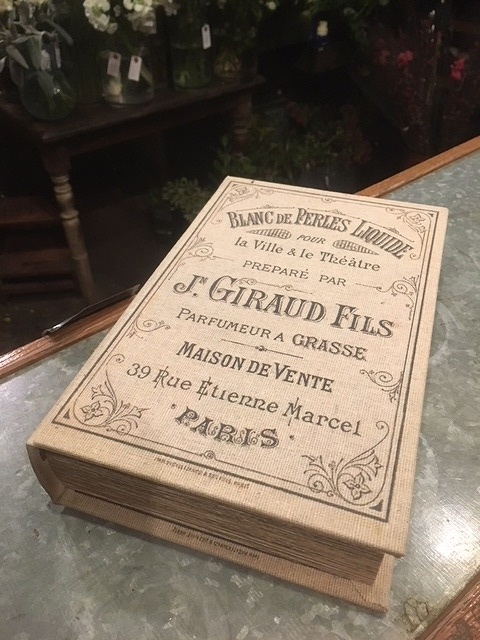 BLANC DE PERLES LIQUIDE
POUR
la Ville & le Théâtre
PREPARÉ PAR
Jn GIRAUD FILS
PARFUMEUR A GRASSE
MAISON DE VENTE
39 Rue Etienne Marcel
PARIS